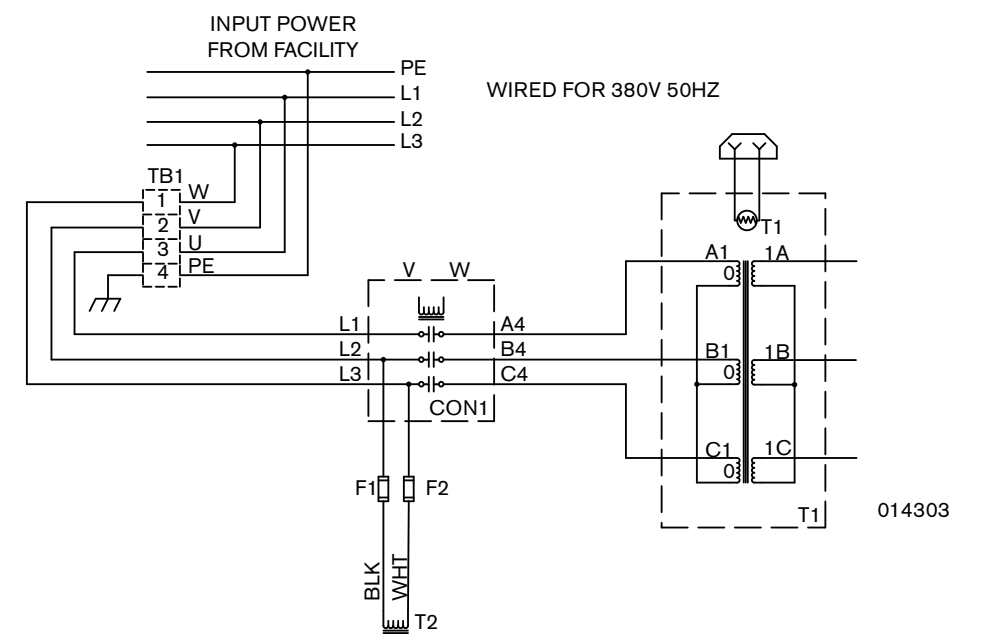 INPUT POWER
FROM FACILITY
PE
L1
L2
L3
WIRED FOR 380V 50HZ
TB1
1 W
2 V
3 U
4 PE
T1
V W
A1 1A
0
L1 A4
L2 B4
L3 C4
B1 1B
0
CON1
C1 1C
0
F1 F2
T1
014303
BLK WHT
T2